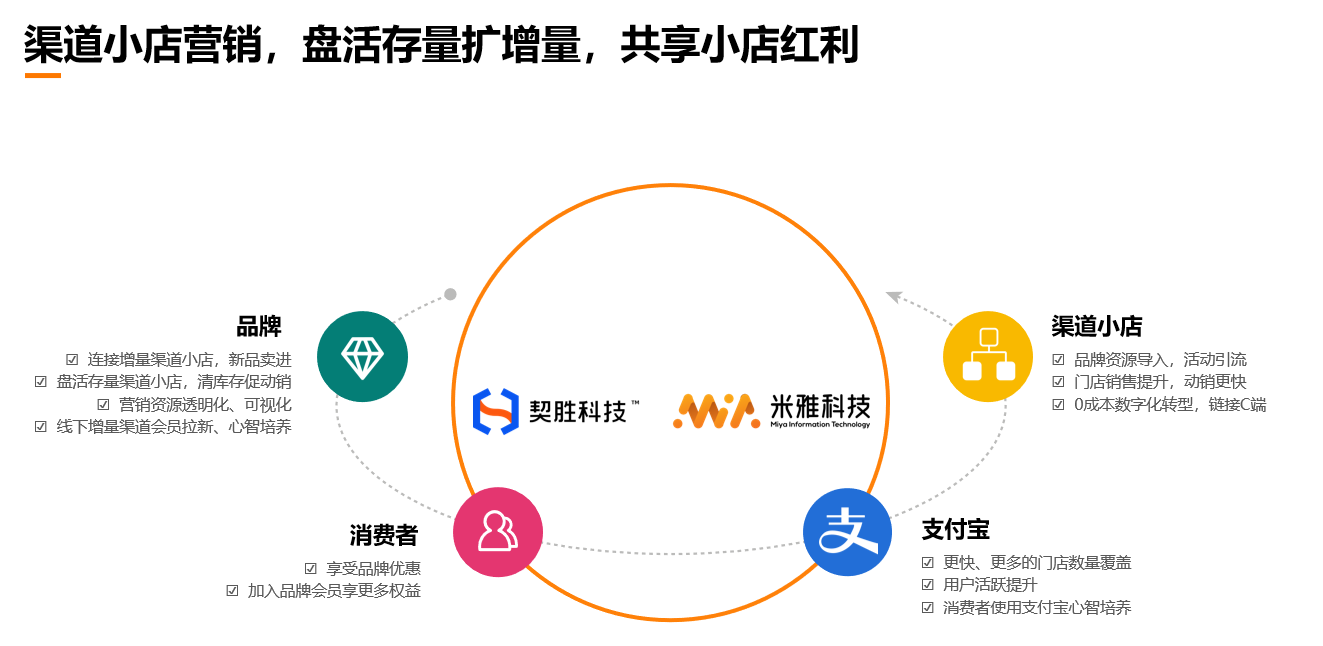 渠道小店营销，盘活存量扩增量，共享小店红利
品牌
☑ 连接增量渠道小店，新品卖进
☑ 盘活存量渠道小店，清库存促动销
☑ 营销资源透明化、可视化
☑ 线下增量渠道会员拉新、心智培养
契胜科技™
米雅科技
Miya Information Technology
渠道小店
☑ 品牌资源导入，活动引流
☑ 门店销售提升，动销更快
☑ 0成本数字化转型，链接C端
消费者
☑ 享受品牌优惠
☑ 加入品牌会员享更多权益
支
支付宝
☑ 更快、更多的门店数量覆盖
☑ 用户活跃提升
☑ 消费者使用支付宝心智培养